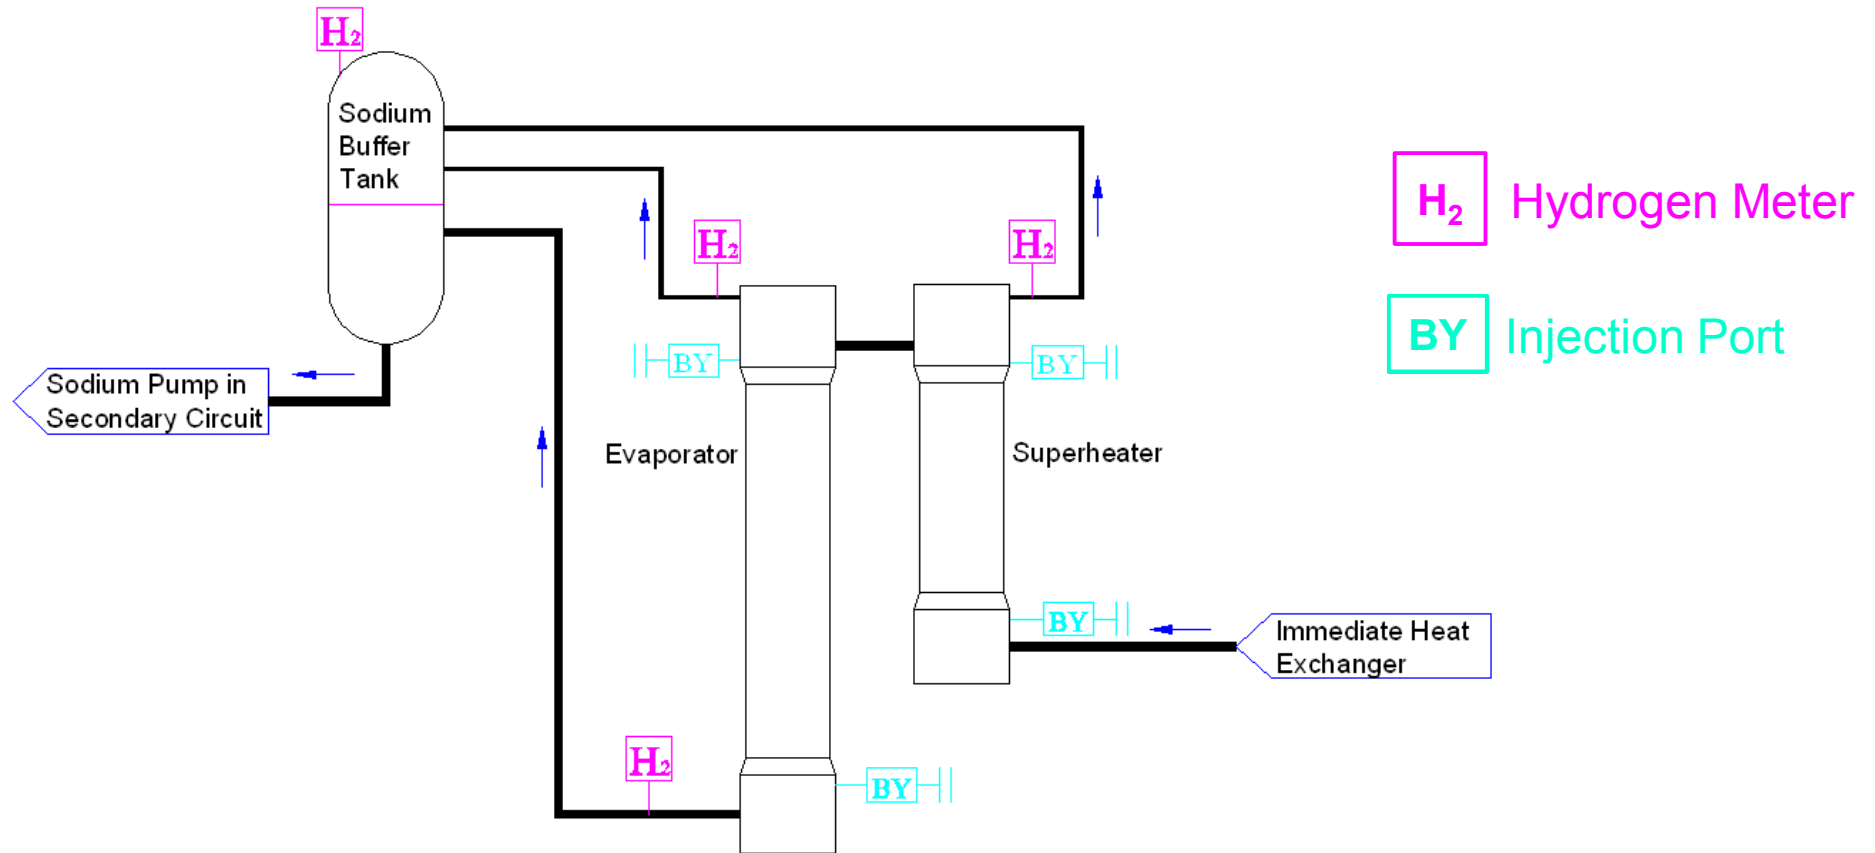 H₂
Sodium
Buffer
Tank
H₂
H₂
H₂ Hydrogen Meter
BY Injection Port
BY
BY
Sodium Pump in
Secondary Circuit
Evaporator
Superheater
BY
Immediate Heat
Exchanger
H₂
BY